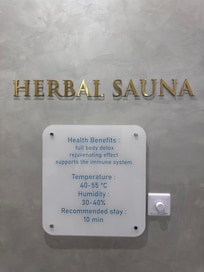 HERBAL SAUNA
Health Benefits :
full body detox
rejuvenating effect
supports the immune system
Temperature :
40-55 °C
Humidity :
30-40%
Recommended stay :
10 min